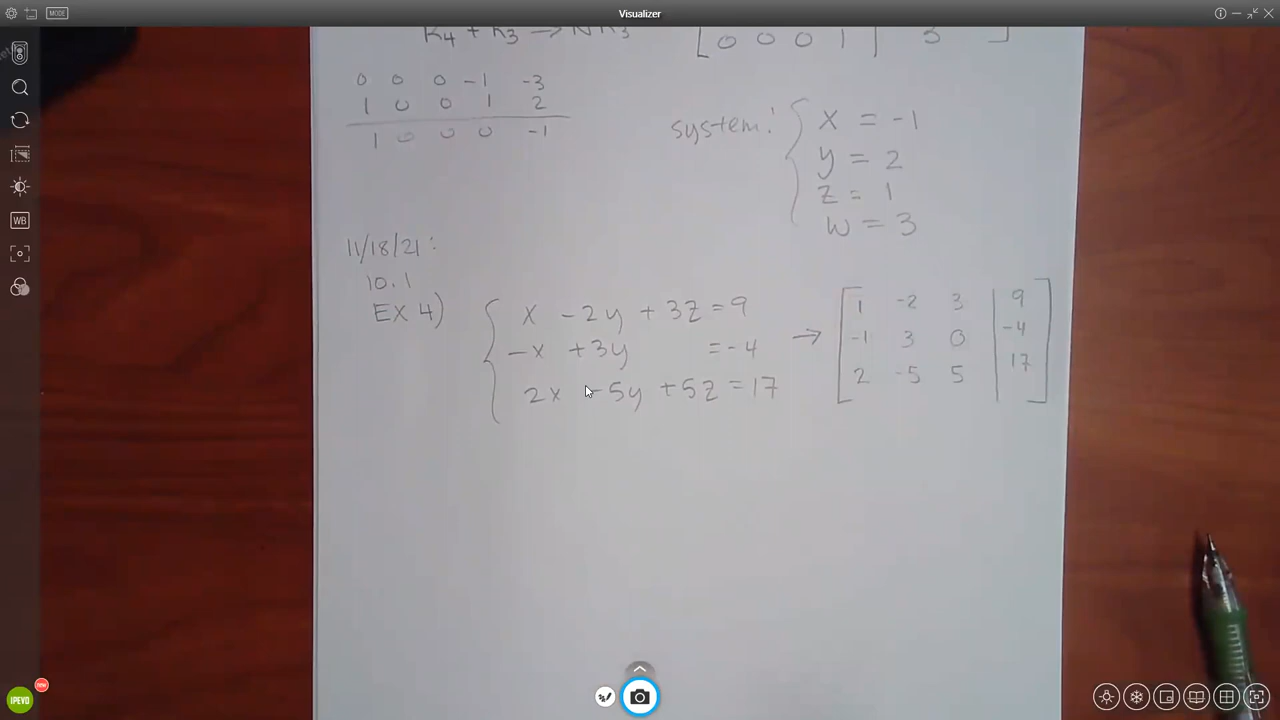 Visualizer
MODE
R4 + R3 → NR3
[ 0 0 0 1 | 3 ]
0 0 0 -1 -3
1 0 0 1 2
1 0 0 0 -1
system: { x = -1
y = 2
z = 1
w = 3
11/18/21:
10.1
EX 4)
{ x - 2y + 3z = 9 → [ 1 -2 3 | 9 ]
-x + 3y = -4 -1 3 0 | -4
2x - 5y + 5z = 17 2 -5 5 | 17
WB
IPEVO
new